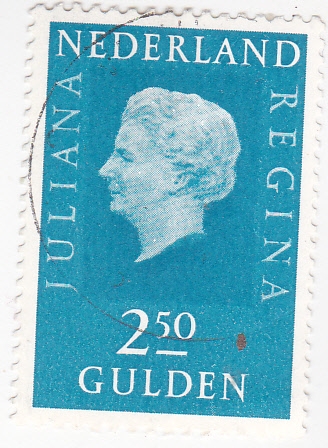 NEDERLAND
JULIANA
REGINA
2.50
GULDEN